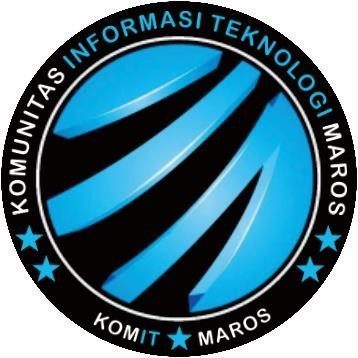 KOMUNITAS INFORMASI TEKNOLOGI MAROS
KOMIT MAROS